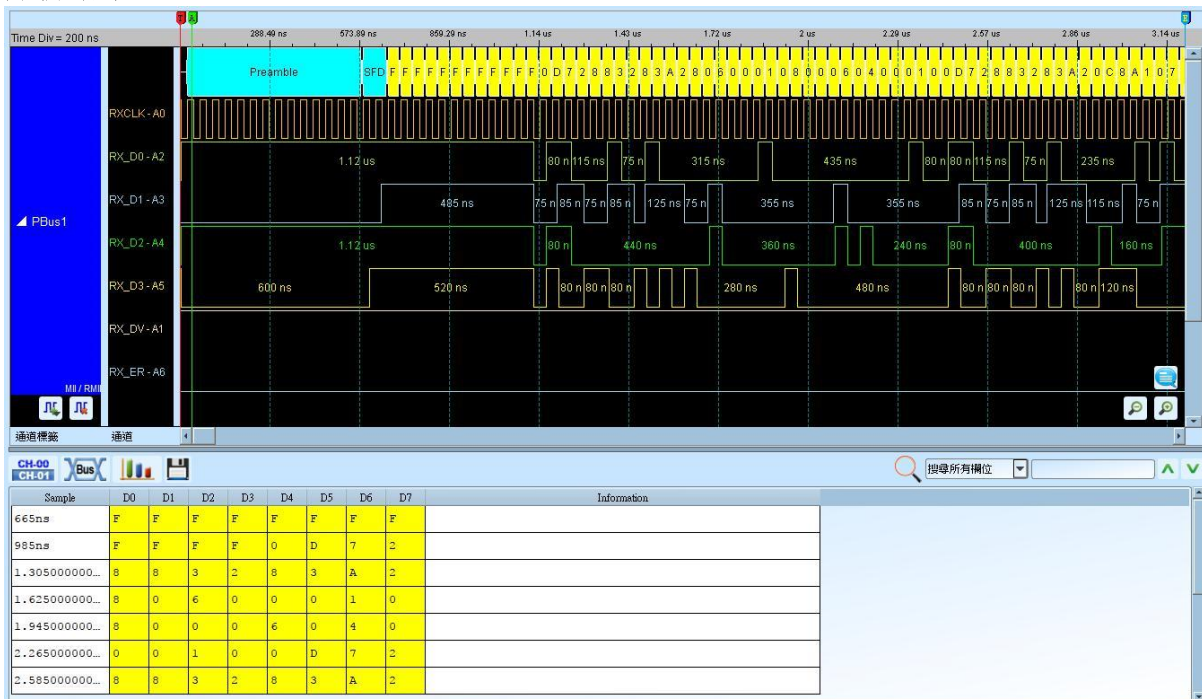 T A
Time Div = 200 ns 288.49 ns 573.89 ns 859.29 ns 1.14 us 1.43 us 1.72 us 2 us 2.29 us 2.57 us 2.86 us 3.14 us
Preamble SFD F F F F F F F F F F F F 0 D 7 2 8 8 3 2 8 3 A 2 8 0 6 0 0 0 1 0 8 0 0 0 6 0 4 0 0 0 1 0 0 D 7 2 8 8 3 2 8 3 A 2 0 C 8 A 1 0 7
RXCLK - A0
RX_D0 - A2 1.12 us 80 n 115 ns 75 n 315 ns 435 ns 80 n 80 n 115 ns 75 n 235 ns
RX_D1 - A3 485 ns 75 n 85 n 75 n 85 n 125 ns 75 n 355 ns 355 ns 85 n 75 n 85 n 125 ns 115 ns 75 n
PBus1
RX_D2 - A4 1.12 us 80 n 440 ns 360 ns 240 ns 80 n 400 ns 160 ns
RX_D3 - A5 600 ns 520 ns 80 n 80 n 80 n 280 ns 480 ns 80 n 80 n 80 n 80 n 120 ns
RX_DV - A1
RX_ER - A6
MII / RMII
通道標籤 通道
CH-00 CH-01 Bus 搜尋所有欄位
Sample D0 D1 D2 D3 D4 D5 D6 D7 Information
665ns F F F F F F F F
985ns F F F F 0 D 7 2
1.305000000... 8 8 3 2 8 3 A 2
1.625000000... 8 0 6 0 0 0 1 0
1.945000000... 8 0 0 0 6 0 4 0
2.265000000... 0 0 1 0 0 D 7 2
2.585000000... 8 8 3 2 8 3 A 2